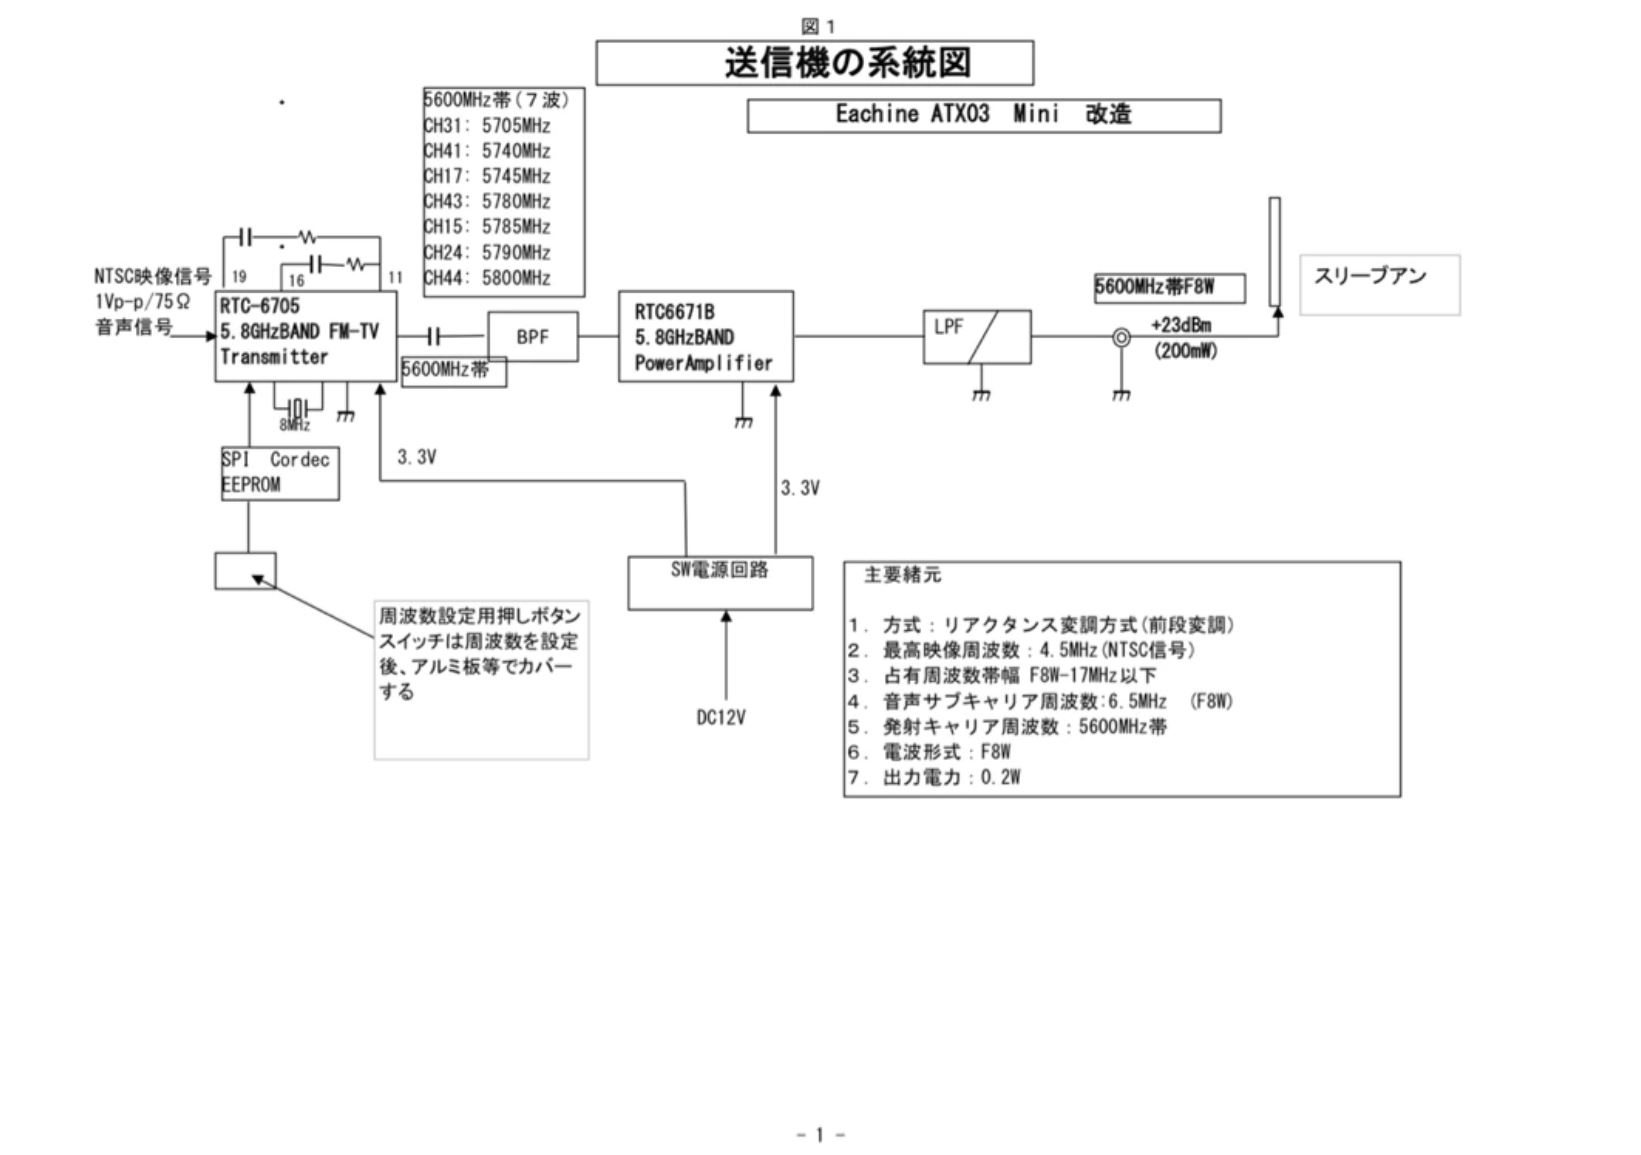 図１
送信機の系統図
Eachine ATX03　Mini　改造
5600MHz帯(７波)
CH31: 5705MHz
CH41: 5740MHz
CH17: 5745MHz
CH43: 5780MHz
CH15: 5785MHz
CH24: 5790MHz
CH44: 5800MHz
NTSC映像信号
1Vp-p/75Ω
音声信号
19
16
11
RTC-6705
5.8GHzBAND FM-TV
Transmitter
5600MHz帯
BPF
RTC6671B
5.8GHzBAND
PowerAmplifier
LPF
5600MHz帯F8W
+23dBm
(200mW)
スリーブアン
8MHz
SPI　Cordec
EEPROM
3.3V
3.3V
SW電源回路
DC12V
周波数設定用押しボタン
スイッチは周波数を設定
後、アルミ板等でカバー
する
主要緒元
１. 方式：リアクタンス変調方式(前段変調)
２. 最高映像周波数：4.5MHz(NTSC信号)
３. 占有周波数帯幅 F8W-17MHz以下
４. 音声サブキャリア周波数:6.5MHz　(F8W)
５. 発射キャリア周波数：5600MHz帯
６. 電波形式：F8W
７. 出力電力：0.2W
- 1 -